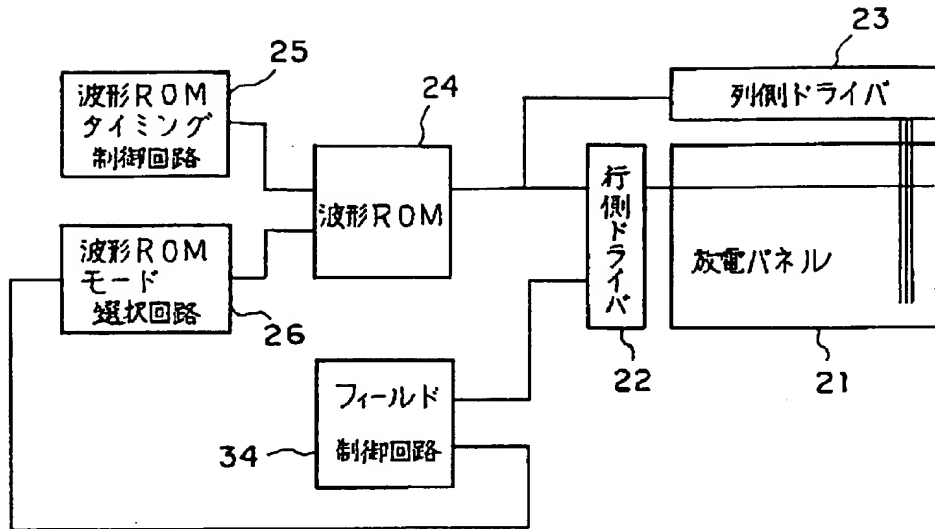 25
波形ROM
タイミング
制御回路
24
波形ROM
23
列側ドライバ
行側ドライバ
22
放電パネル
21
波形ROM
モード
選択回路
26
フィールド
制御回路
34